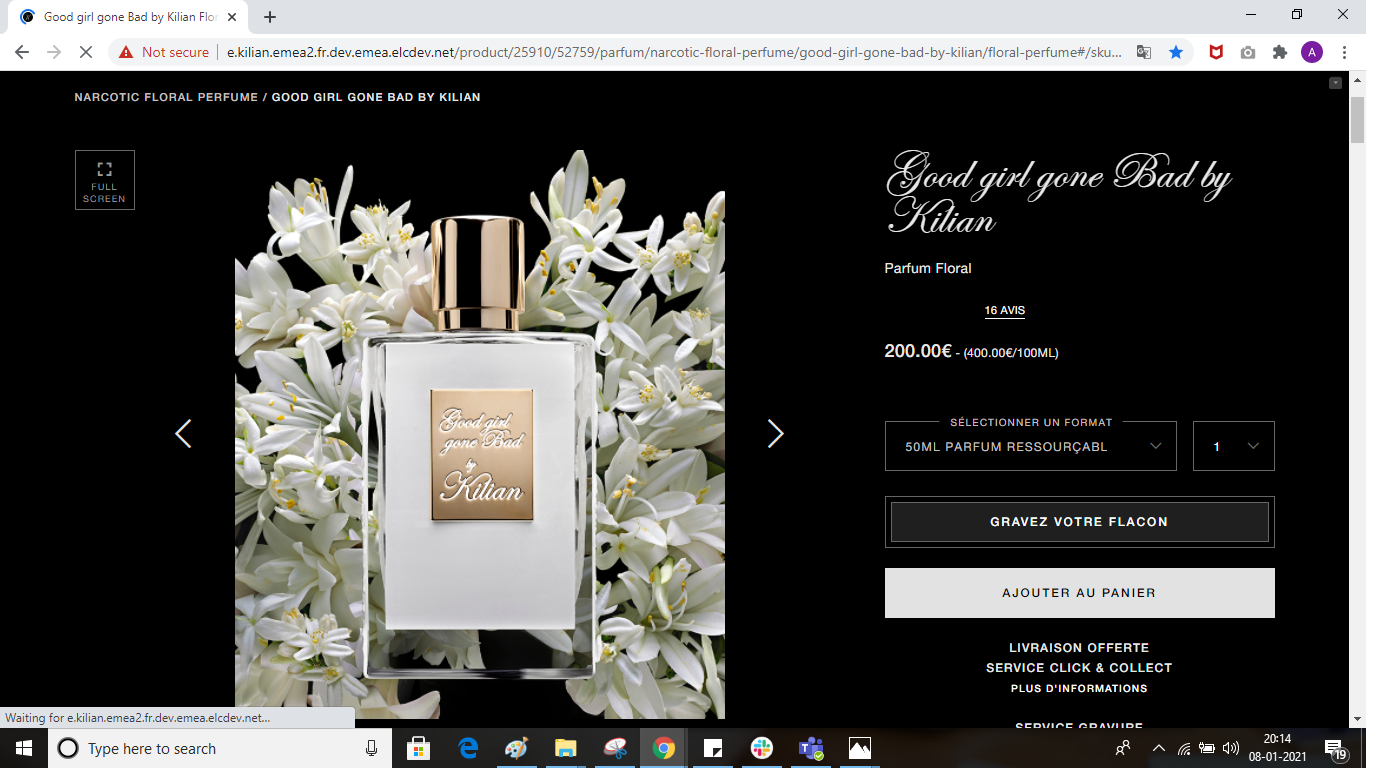 Good girl gone Bad by Kilian Flor
Not secure
e.kilian.emea2.fr.dev.emea.elcdev.net/product/25910/52759/parfum/narcotic-floral-perfume/good-girl-gone-bad-by-kilian/floral-perfume#/sku...
A
NARCOTIC FLORAL PERFUME / GOOD GIRL GONE BAD BY KILIAN
FULL
SCREEN
Good girl
gone Bad
by
Kilian
Good girl gone Bad by
Kilian
Parfum Floral
16 AVIS
200.00€ - (400.00€/100ML)
SÉLECTIONNER UN FORMAT
50ML PARFUM RESSOURÇABL
1
GRAVEZ VOTRE FLACON
AJOUTER AU PANIER
LIVRAISON OFFERTE
SERVICE CLICK & COLLECT
PLUS D'INFORMATIONS
SERVICE GRAVURE
Waiting for e.kilian.emea2.fr.dev.emea.elcdev.net...
Type here to search
20:14
08-01-2021
19